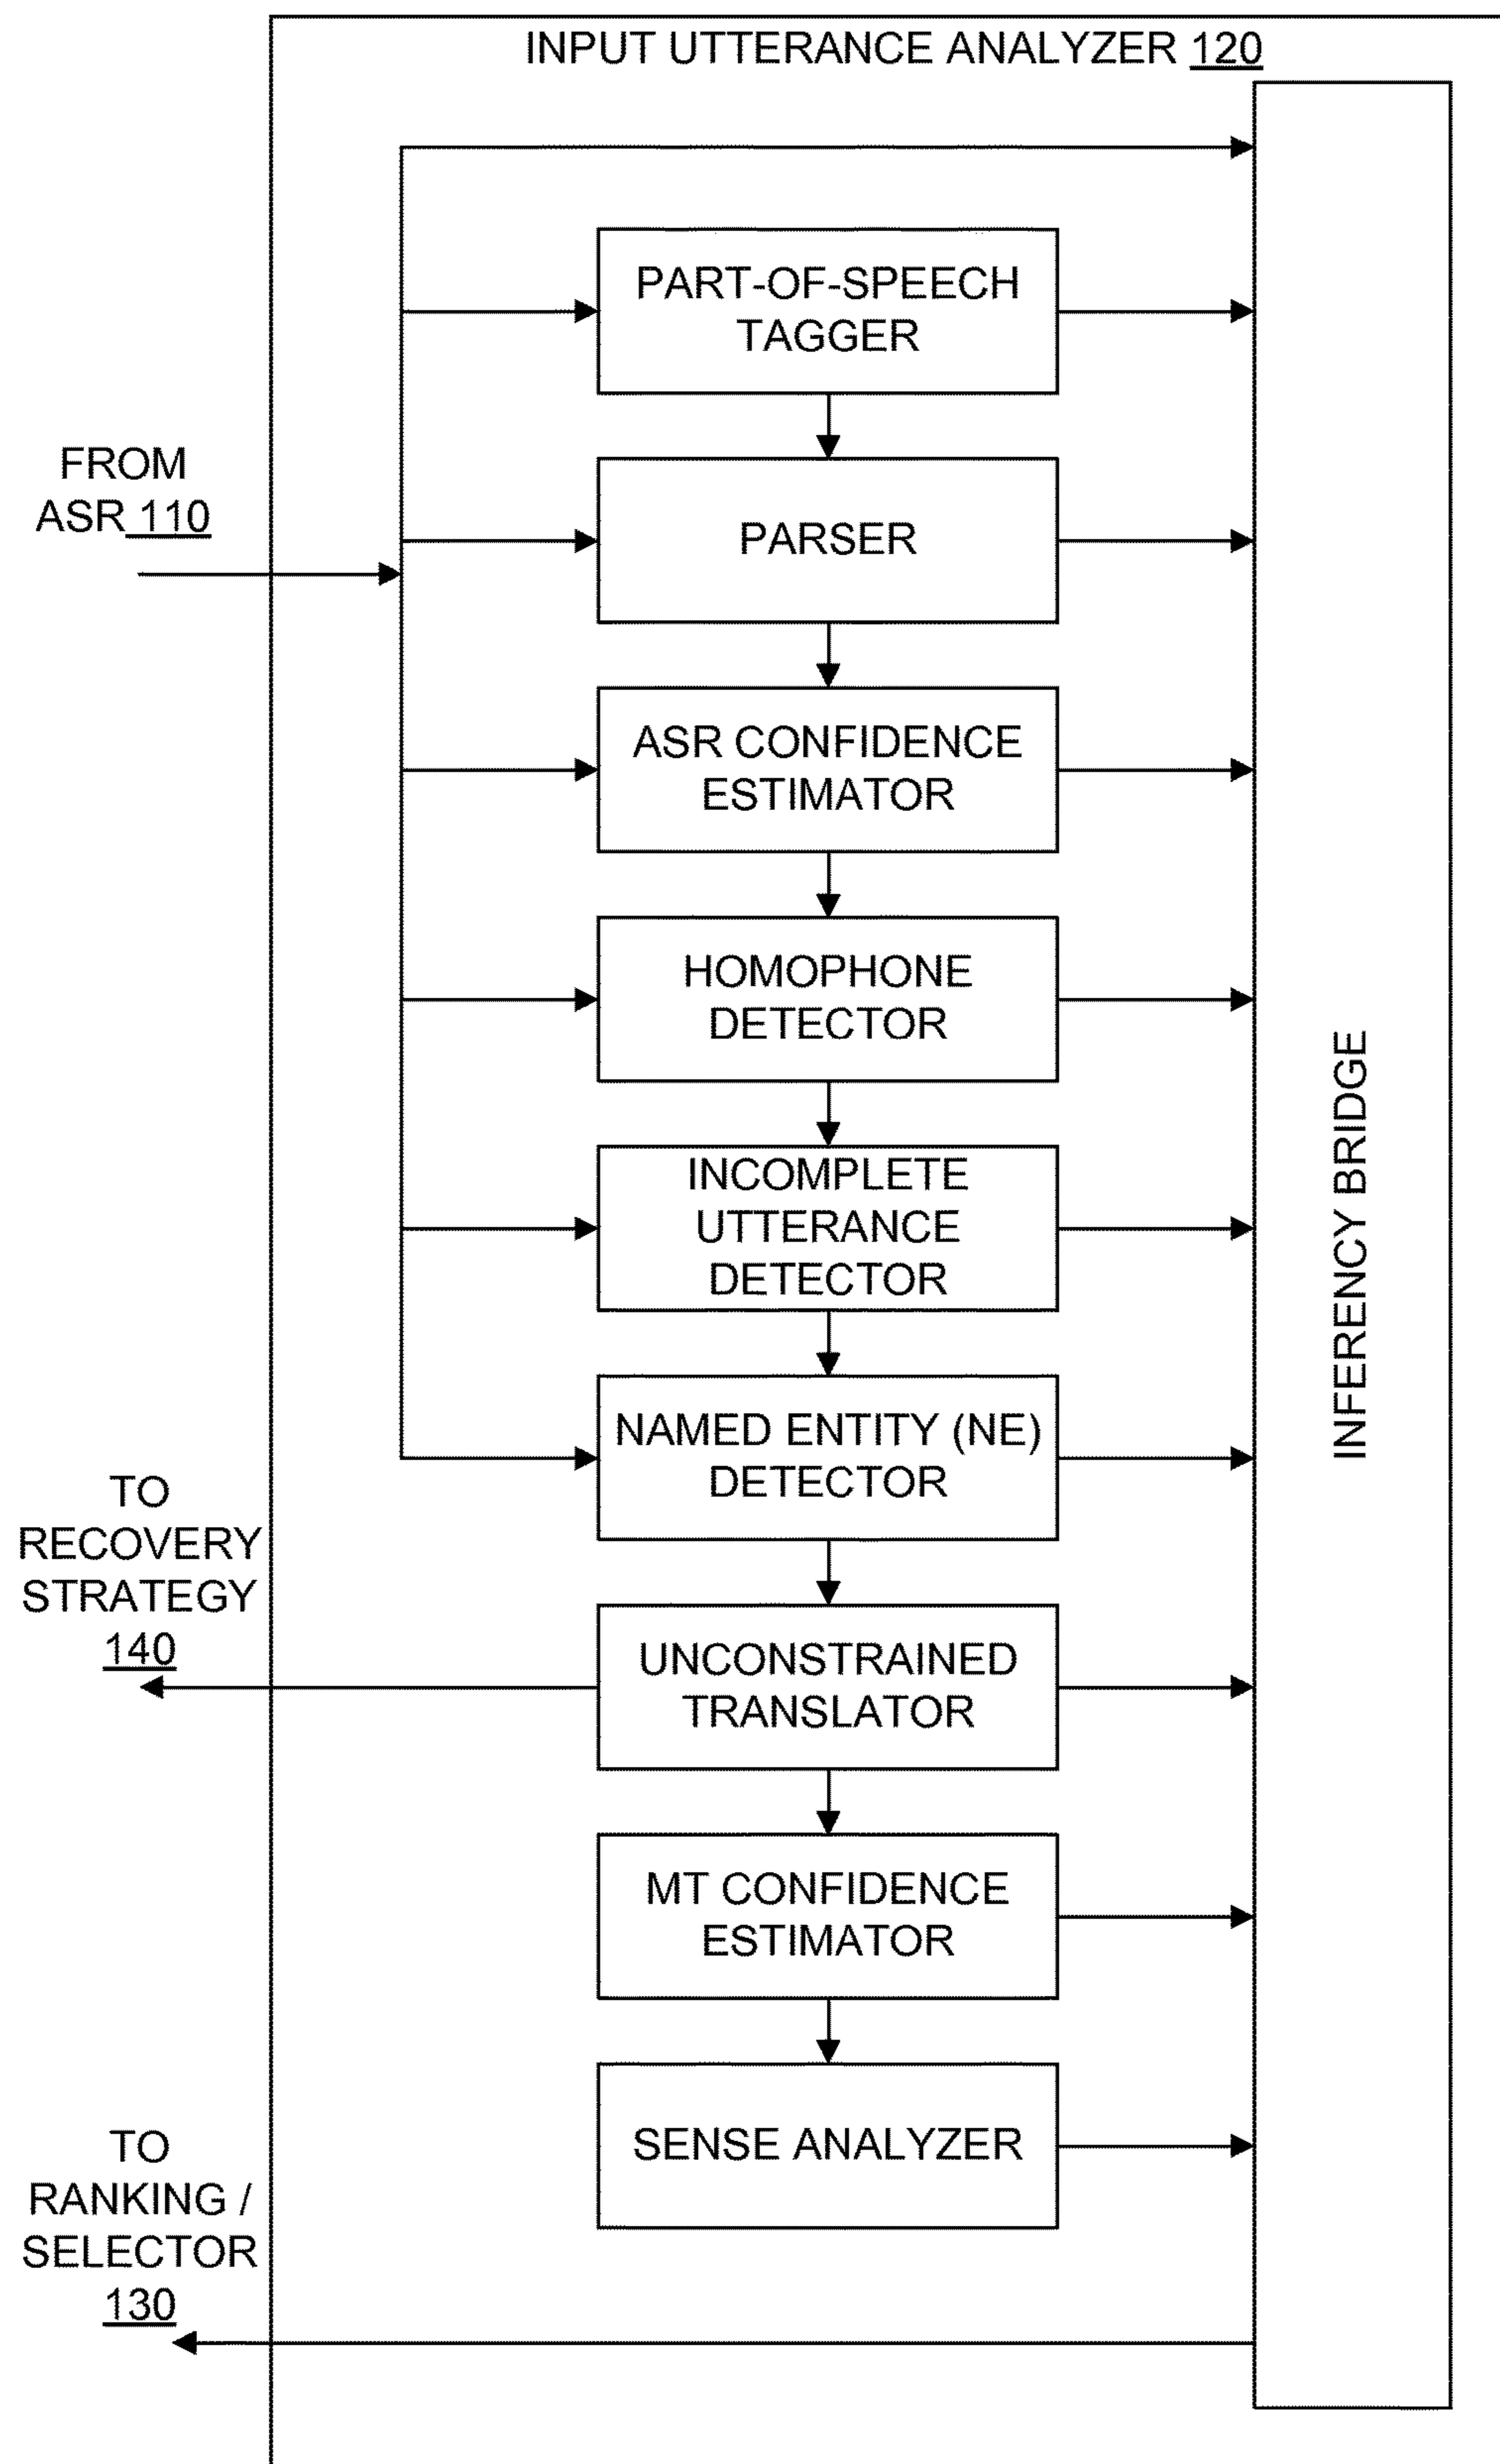 INPUT UTTERANCE ANALYZER 120
PART-OF-SPEECH
TAGGER
FROM
ASR 110
PARSER
ASR CONFIDENCE
ESTIMATOR
HOMOPHONE
DETECTOR
INFERENCY BRIDGE
INCOMPLETE
UTTERANCE
DETECTOR
NAMED ENTITY (NE)
DETECTOR
TO
RECOVERY
STRATEGY
140
UNCONSTRAINED
TRANSLATOR
MT CONFIDENCE
ESTIMATOR
SENSE ANALYZER
TO
RANKING /
SELECTOR
130